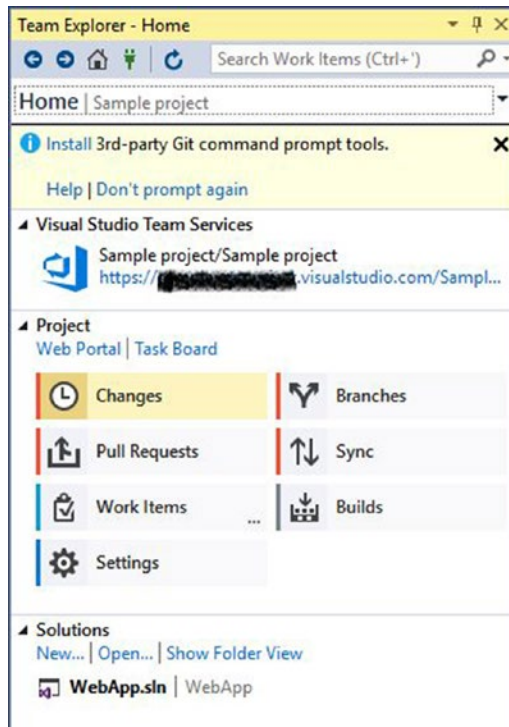 Team Explorer - Home
Search Work Items (Ctrl+')
Home | Sample project
Install 3rd-party Git command prompt tools.
Help | Don't prompt again
Visual Studio Team Services
Sample project/Sample project
https:// .visualstudio.com/Sampl...
Project
Web Portal | Task Board
Changes
Branches
Pull Requests
Sync
Work Items ...
Builds
Settings
Solutions
New... | Open... | Show Folder View
WebApp.sln | WebApp